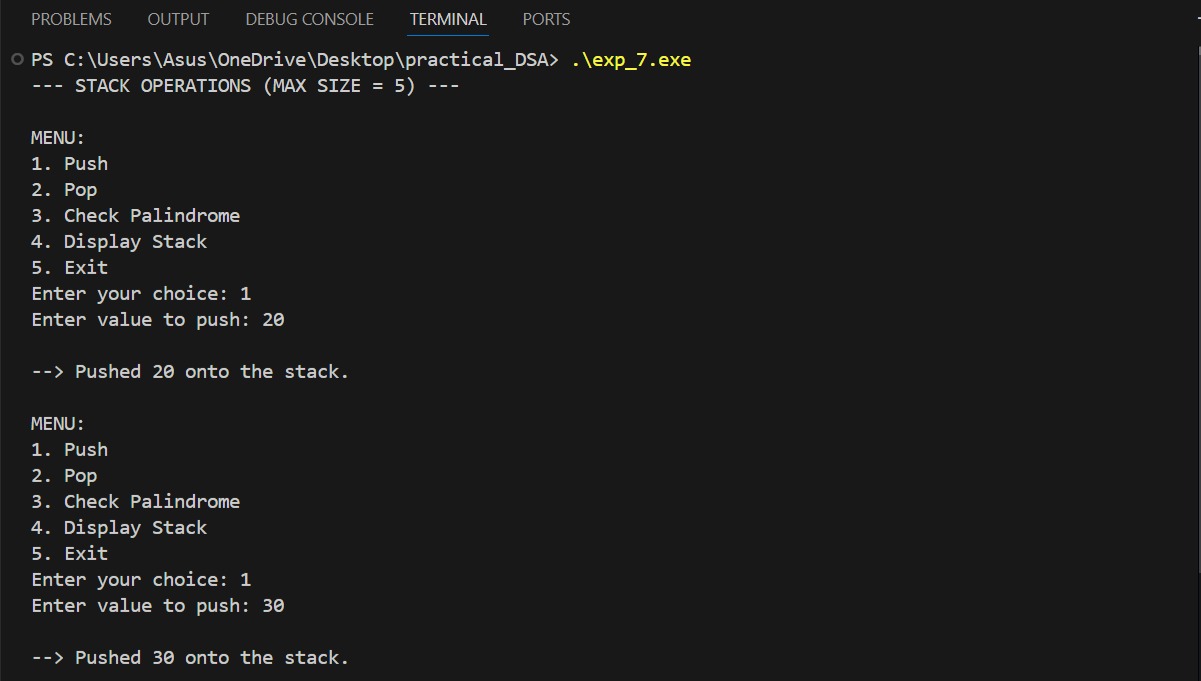 PROBLEMS OUTPUT DEBUG CONSOLE TERMINAL PORTS
PS C:\Users\Asus\OneDrive\Desktop\practical_DSA> .\exp_7.exe
--- STACK OPERATIONS (MAX SIZE = 5) ---
MENU:
1. Push
2. Pop
3. Check Palindrome
4. Display Stack
5. Exit
Enter your choice: 1
Enter value to push: 20
--> Pushed 20 onto the stack.
MENU:
1. Push
2. Pop
3. Check Palindrome
4. Display Stack
5. Exit
Enter your choice: 1
Enter value to push: 30
--> Pushed 30 onto the stack.